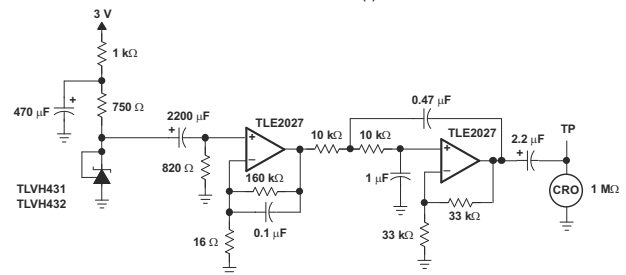 3 V
1 kΩ
470 μF
+
750 Ω
2200 μF
+
820 Ω
TLVH431
TLVH432
TLE2027
+
−
160 kΩ
0.1 μF
16 Ω
10 kΩ
10 kΩ
0.47 μF
1 μF
TLE2027
+
−
33 kΩ
33 kΩ
2.2 μF
+
TP
CRO
1 MΩ